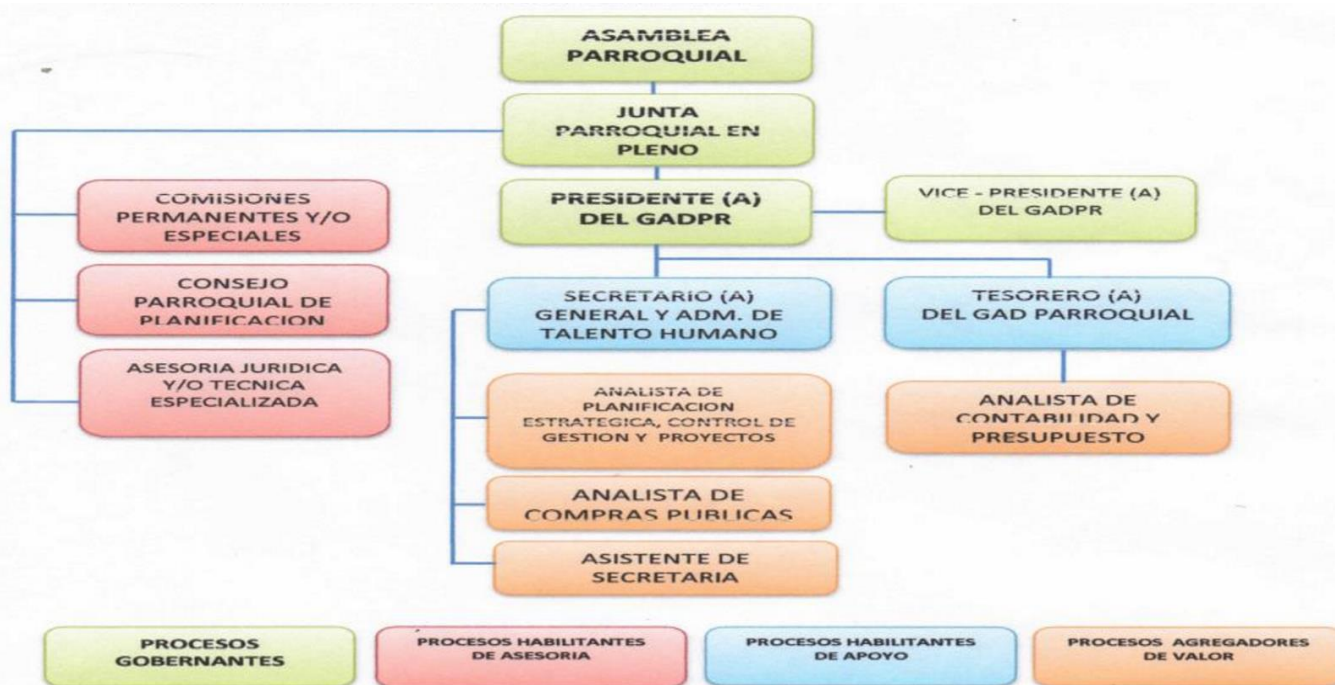 ASAMBLEA
PARROQUIAL
JUNTA
PARROQUIAL EN
PLENO
PRESIDENTE (A)
DEL GADPR
VICE - PRESIDENTE (A)
DEL GADPR
COMISIONES
PERMANENTES Y/O
ESPECIALES
CONSEJO
PARROQUIAL DE
PLANIFICACION
ASESORIA JURIDICA
Y/O TECNICA
ESPECIALIZADA
SECRETARIO (A)
GENERAL Y ADM. DE
TALENTO HUMANO
TESORERO (A)
DEL GAD PARROQUIAL
ANALISTA DE
PLANIFICACION
ESTRATEGICA, CONTROL DE
GESTION Y PROYECTOS
ANALISTA DE
CONTABILIDAD Y
PRESUPUESTO
ANALISTA DE
COMPRAS PUBLICAS
ASISTENTE DE
SECRETARIA
PROCESOS
GOBERNANTES
PROCESOS HABILITANTES
DE ASESORIA
PROCESOS HABILITANTES
DE APOYO
PROCESOS AGREGADORES
DE VALOR